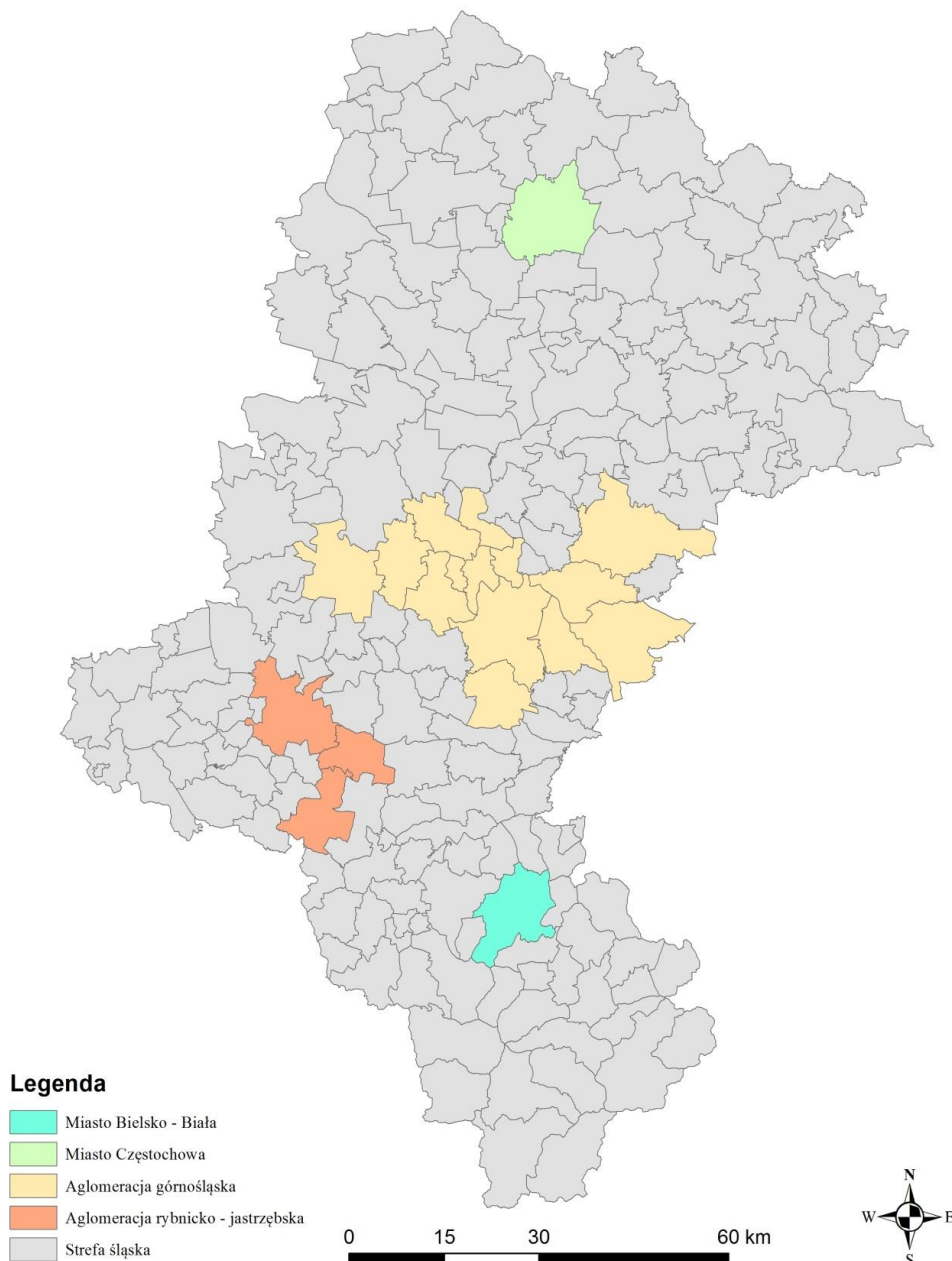 Legenda
Miasto Bielsko - Biała
Miasto Częstochowa
Aglomeracja górnośląska
Aglomeracja rybnicko - jastrzębska
Strefa śląska
0 15 30 60 km
N
W E
S